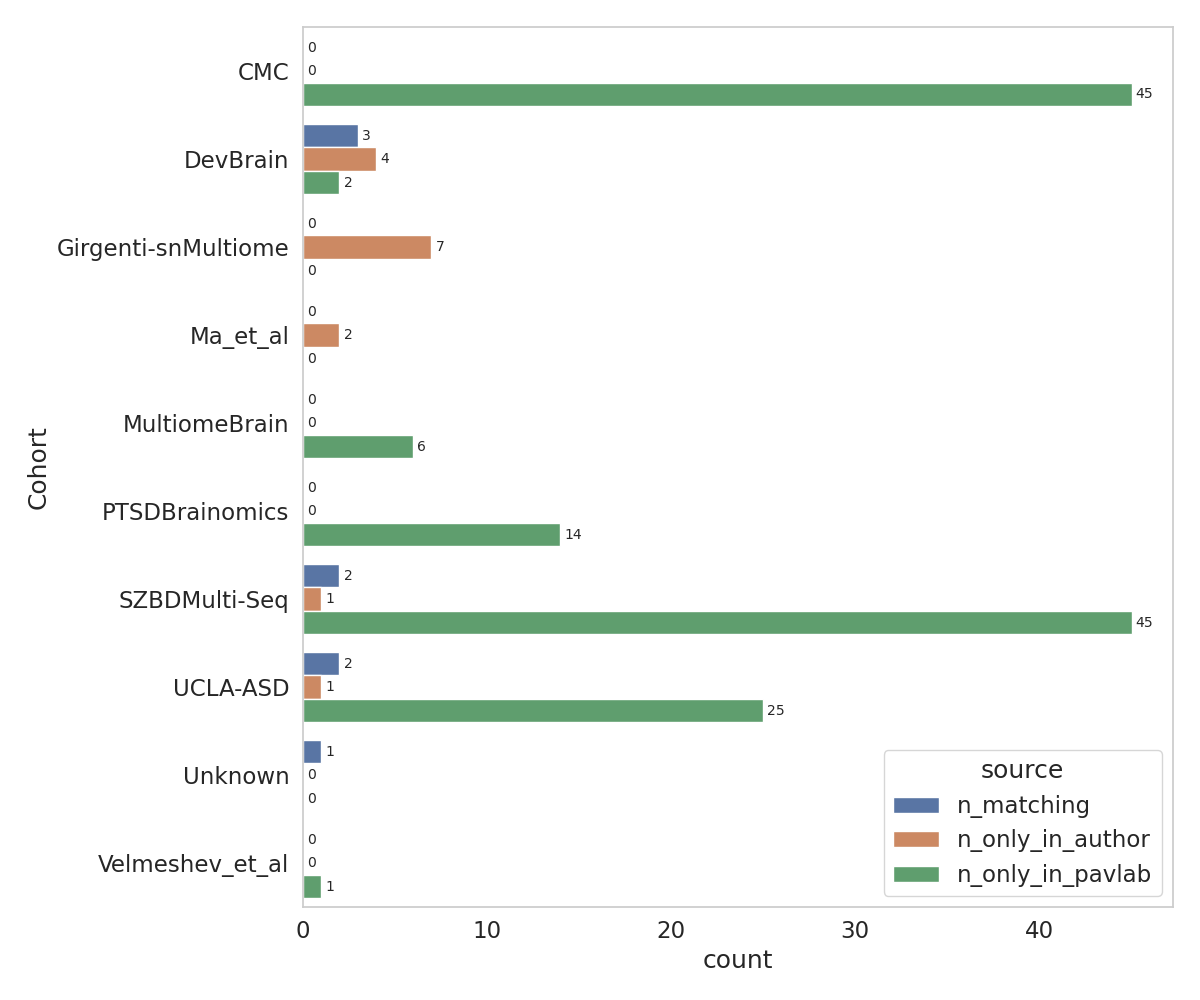 CMC
0
0
45
DevBrain
3
4
2
Girgenti-snMultiome
0
7
0
Ma_et_al
0
2
0
MultiomeBrain
0
0
6
PTSDBrainomics
0
0
14
SZBDMulti-Seq
2
1
45
UCLA-ASD
2
1
25
Unknown
1
0
0
Velmeshev_et_al
0
0
1
Cohort
0 10 20 30 40
count
source
n_matching
n_only_in_author
n_only_in_pavlab